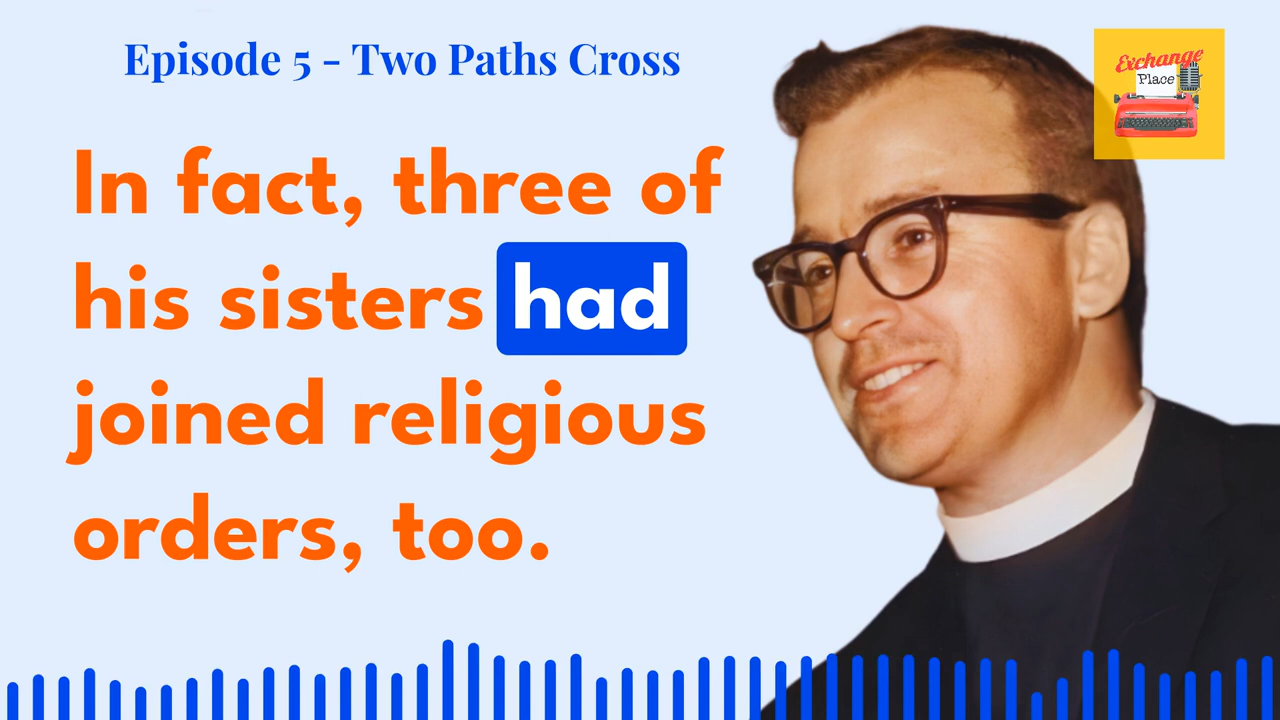 Episode 5 - Two Paths Cross
Exchange
Place
In fact, three of
his sisters had
joined religious
orders, too.